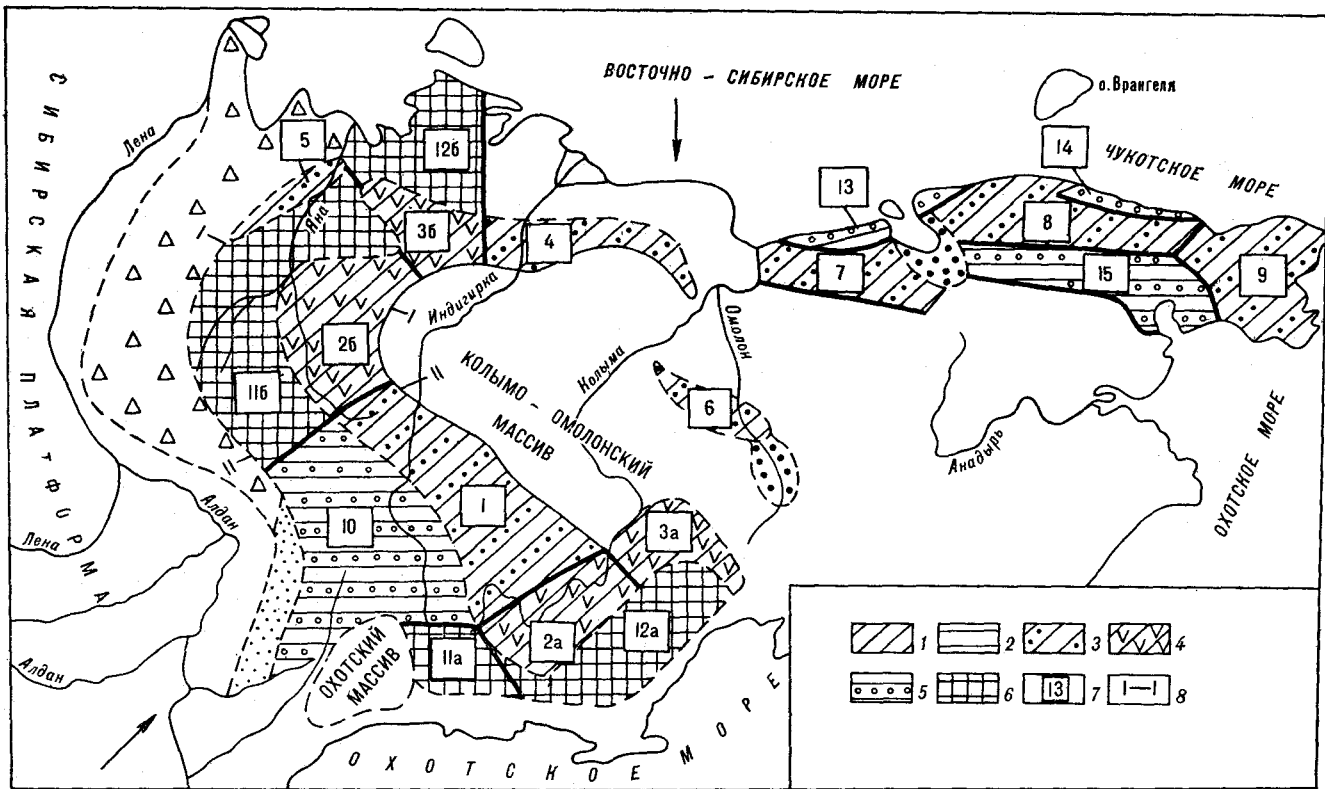 ВОСТОЧНО - СИБИРСКОЕ МОРЕ
о. Врангеля
ЧУКОТСКОЕ МОРЕ
СИБИРСКАЯ ПЛАТФОРМА
Лена
5
12б
14
13
Яна
3б
4
8
7
15
9
Индигирка
I
I
2б
Омолон
КОЛЫМО - ОМОЛОНСКИЙ
МАССИВ
Колыма
II
11б
6
Анадырь
ОХОТСКОЕ МОРЕ
II
Алдан
10
1
3а
Лена
2а
12а
11а
Алдан
ОХОТСКИЙ
МАССИВ
ОХОТСКОЕ МОРЕ
1 2 3 4
5 6 13 7 I—I 8